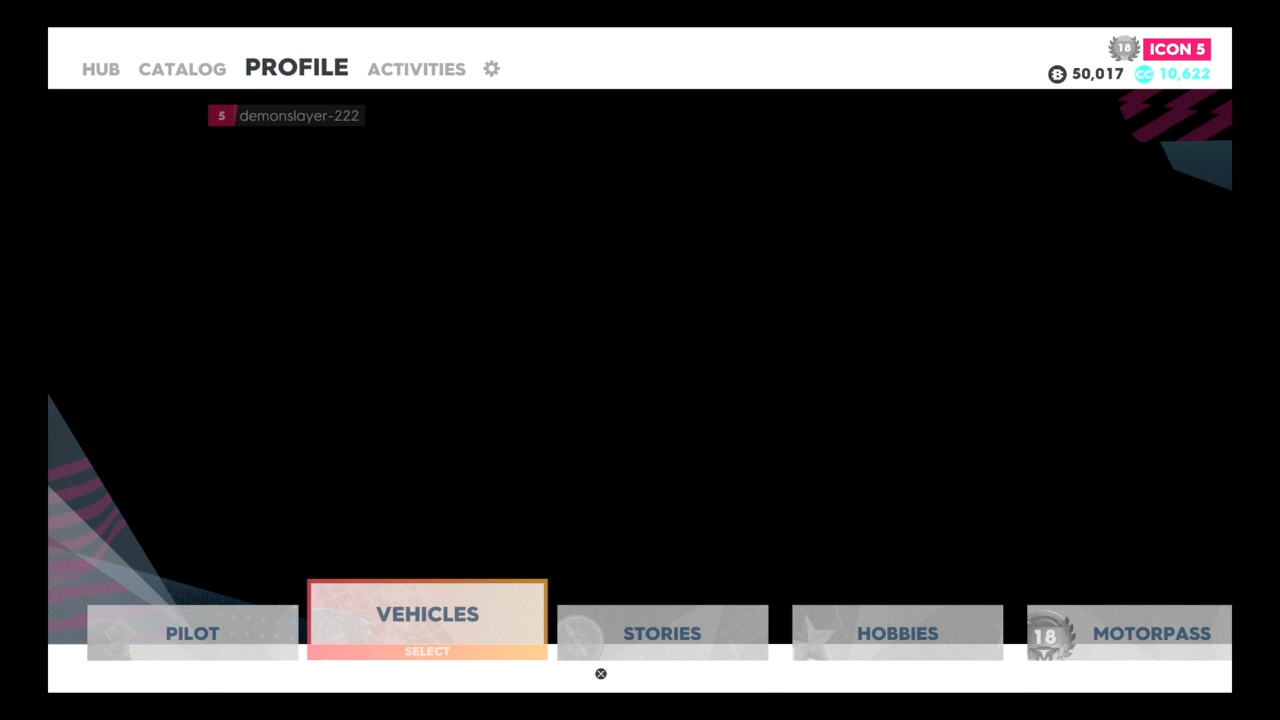 HUB CATALOG PROFILE ACTIVITIES
18 ICON 5
50,017 CC 10,622
5 demonslayer-222
PILOT
VEHICLES
SELECT
STORIES
HOBBIES
18 MOTORPASS